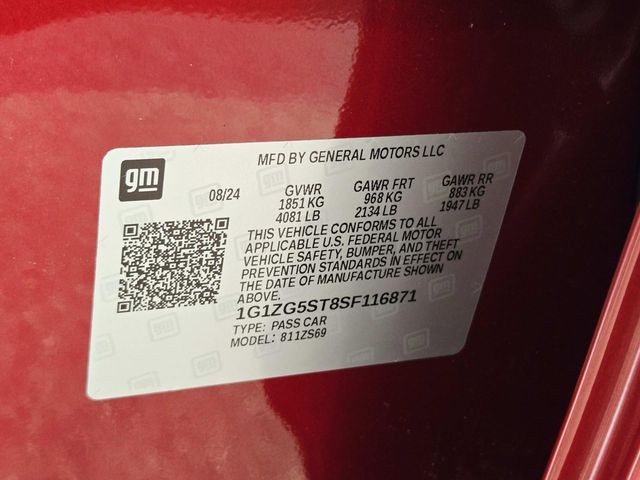 MFD BY GENERAL MOTORS LLC
gm
08/24 GVWR GAWR FRT GAWR RR
1851 KG 968 KG 883 KG
4081 LB 2134 LB 1947 LB
THIS VEHICLE CONFORMS TO ALL
APPLICABLE U.S. FEDERAL MOTOR
VEHICLE SAFETY, BUMPER, AND THEFT
PREVENTION STANDARDS IN EFFECT ON
THE DATE OF MANUFACTURE SHOWN
ABOVE.
1G1ZG5ST8SF116871
TYPE: PASS CAR
MODEL: 811ZS69